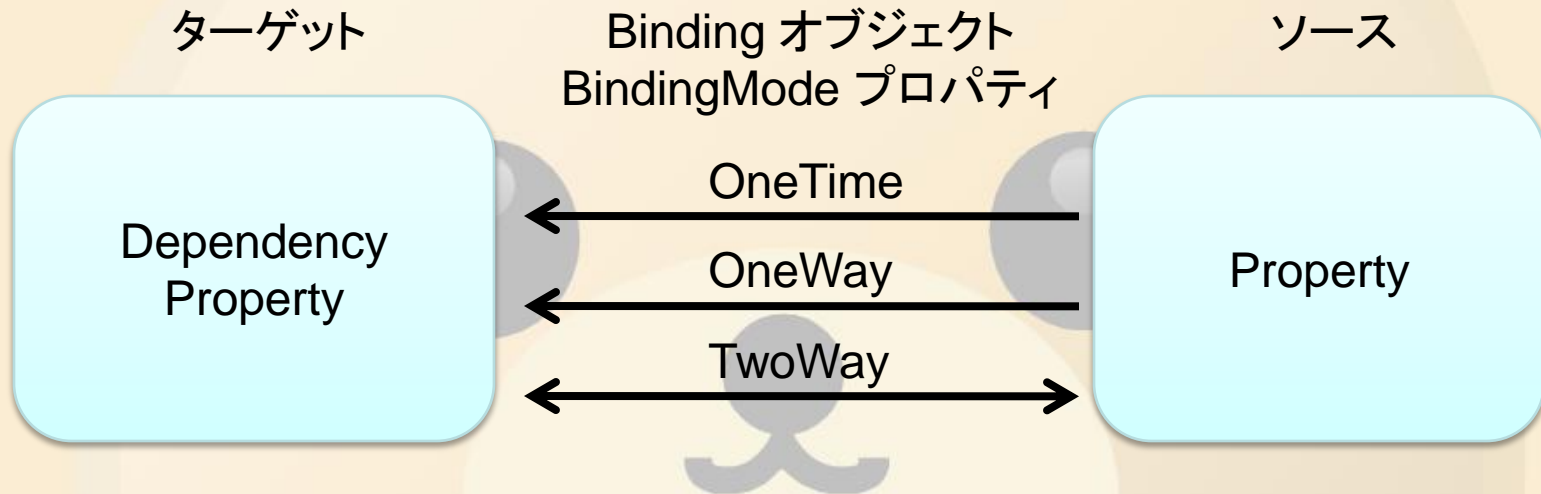 ターゲット
Binding オブジェクト
BindingMode プロパティ
ソース
Dependency
Property
OneTime
OneWay
TwoWay
Property